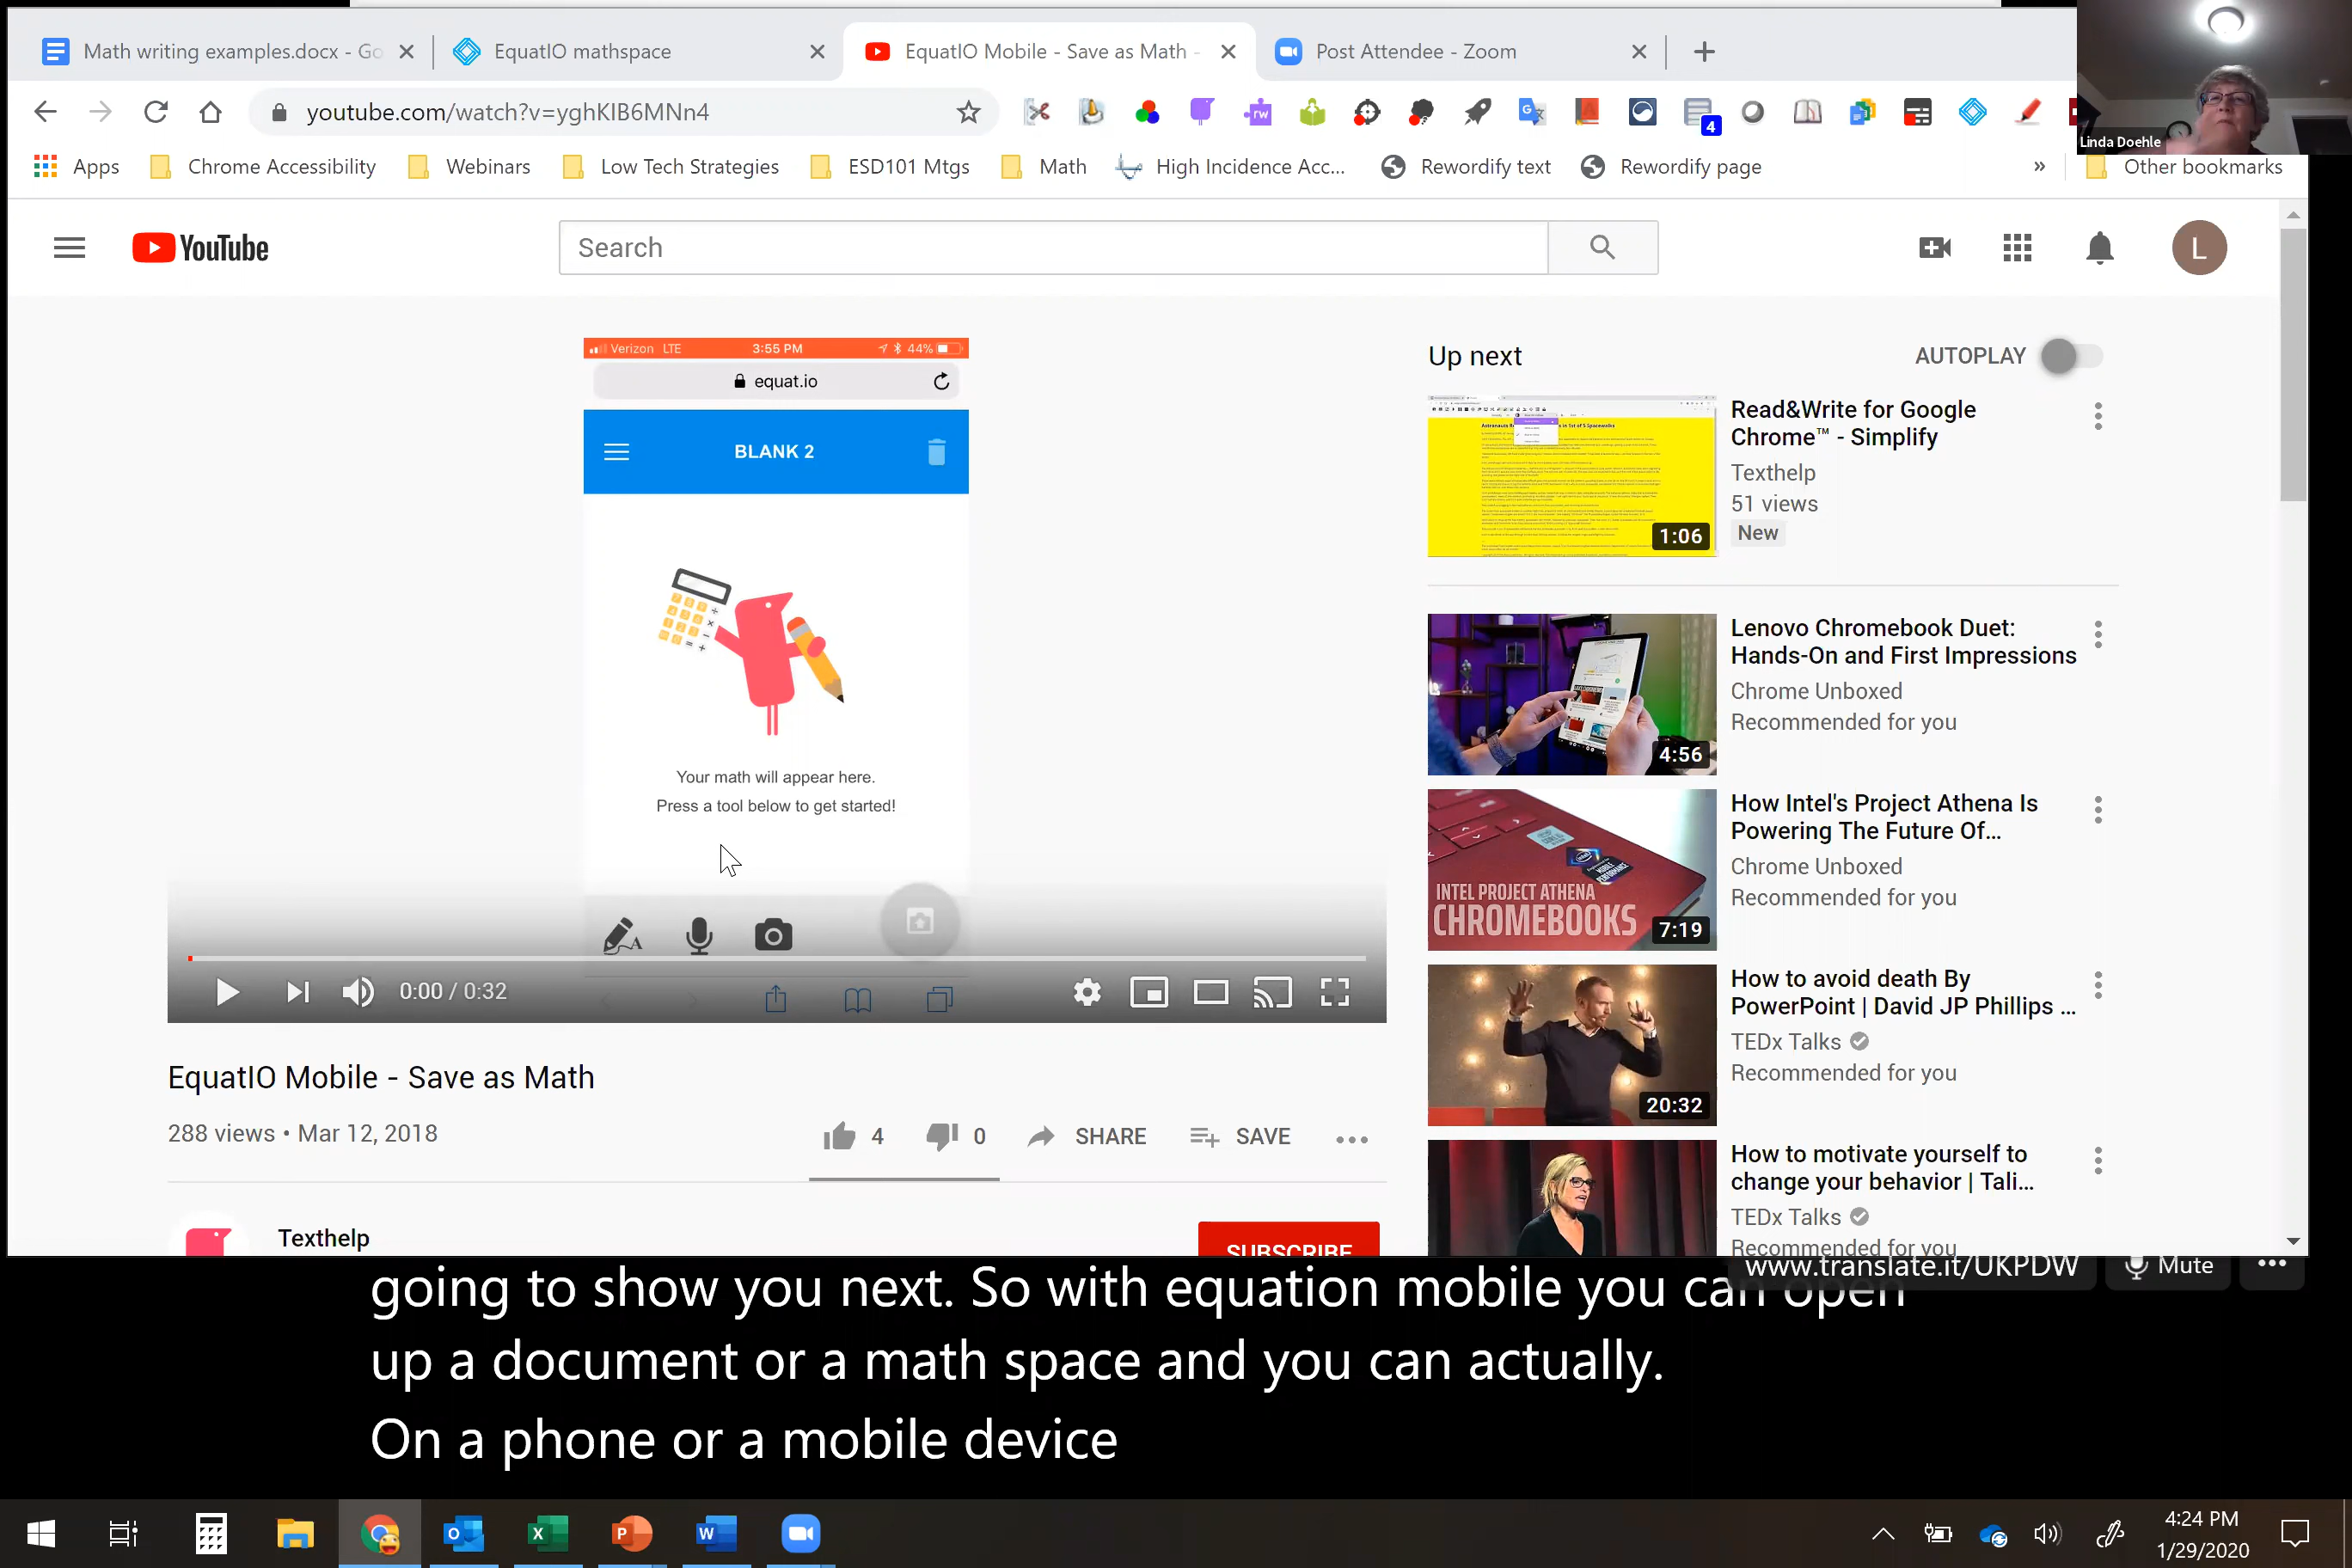 Math writing examples.docx - Go
EquatIO mathspace
EquatIO Mobile - Save as Math -
Post Attendee - Zoom
youtube.com/watch?v=yghKIB6MNn4
rw
4
Linda Doehle
Apps
Chrome Accessibility
Webinars
Low Tech Strategies
ESD101 Mtgs
Math
High Incidence Acc...
Rewordify text
Rewordify page
»
Other bookmarks
YouTube
Search
L
Verizon LTE
3:55 PM
44%
equat.io
BLANK 2
Your math will appear here.
Press a tool below to get started!
0:00 / 0:32
EquatIO Mobile - Save as Math
288 views • Mar 12, 2018
4
0
SHARE
SAVE
Texthelp
SUBSCRIBE
Up next
AUTOPLAY
1:06
Read&Write for Google
Chrome™ - Simplify
Texthelp
51 views
New
4:56
Lenovo Chromebook Duet:
Hands-On and First Impressions
Chrome Unboxed
Recommended for you
INTEL PROJECT ATHENA
CHROMEBOOKS
7:19
How Intel's Project Athena Is
Powering The Future Of...
Chrome Unboxed
Recommended for you
20:32
How to avoid death By
PowerPoint | David JP Phillips ...
TEDx Talks
Recommended for you
How to motivate yourself to
change your behavior | Tali...
TEDx Talks
Recommended for you
www.translate.it/UKPDW
Mute
going to show you next. So with equation mobile you can open
up a document or a math space and you can actually.
On a phone or a mobile device
4:24 PM
1/29/2020